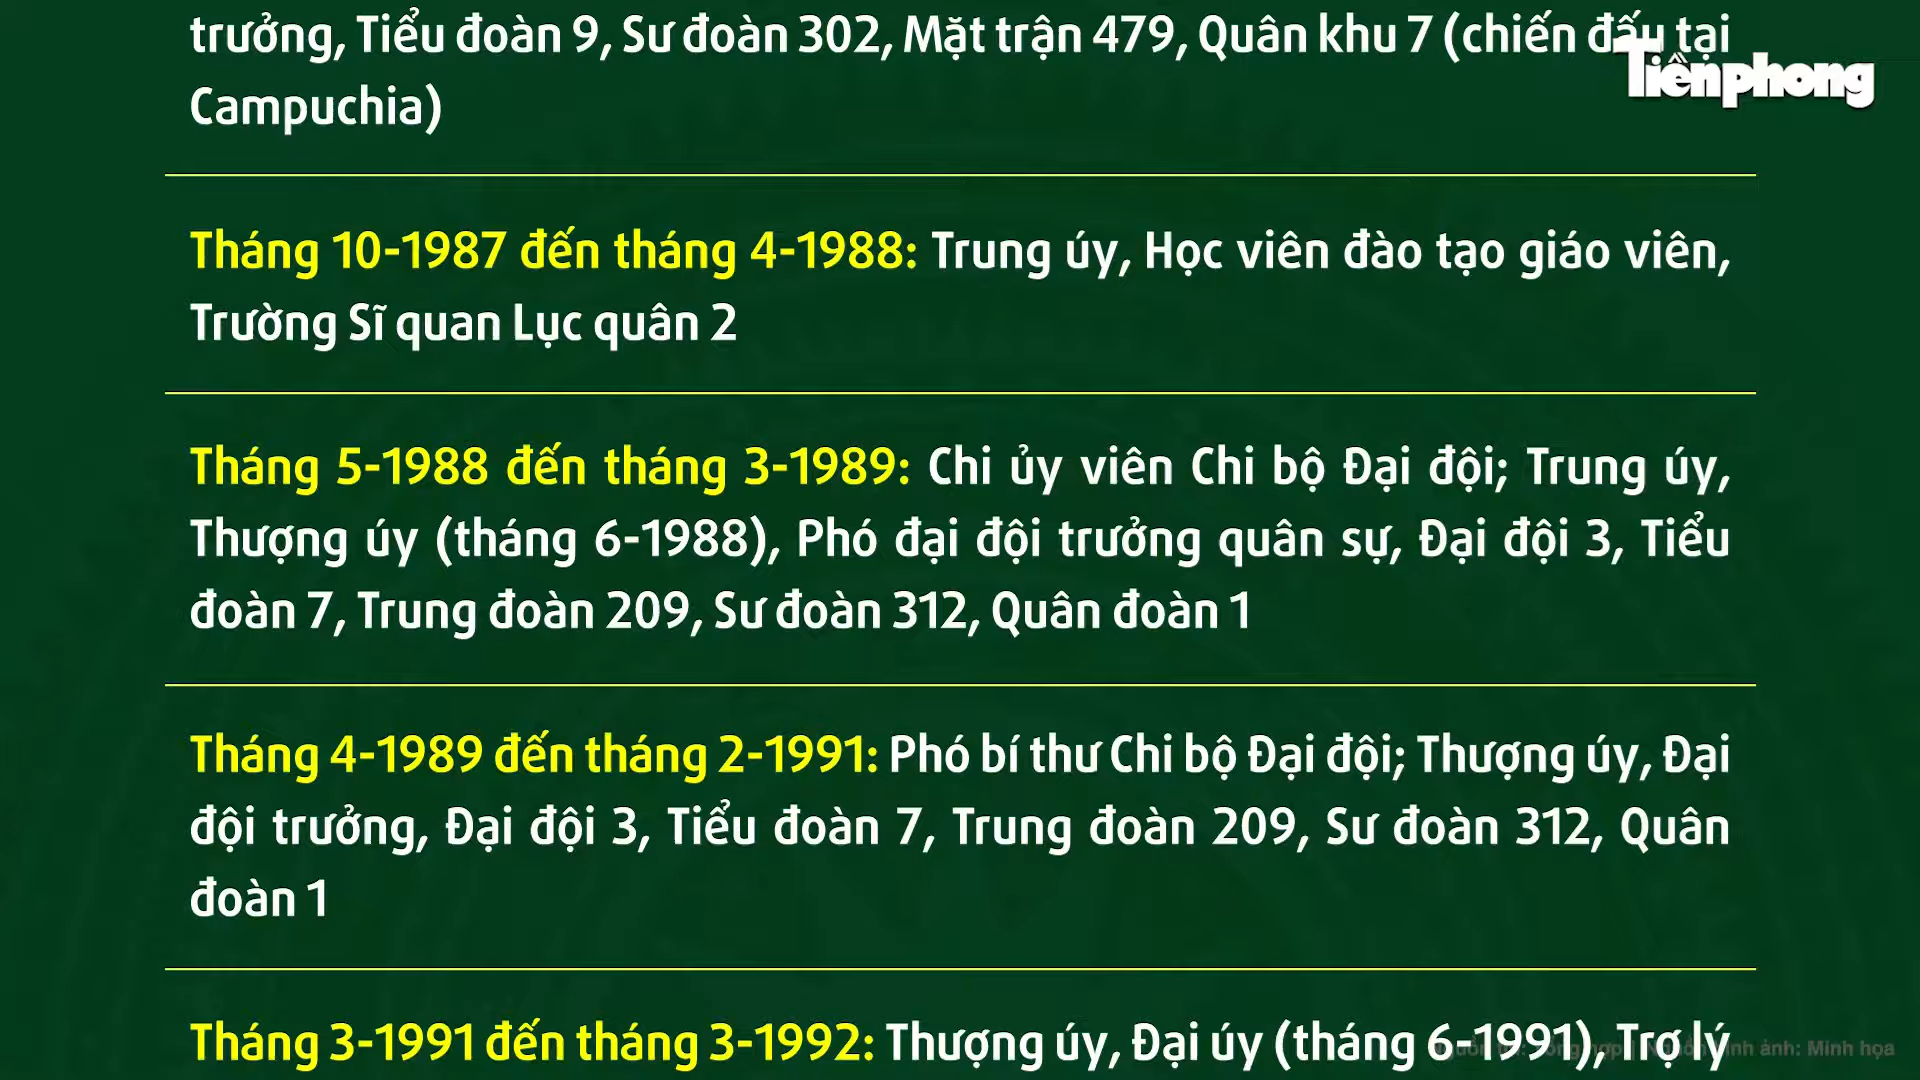 trưởng, Tiểu đoàn 9, Sư đoàn 302, Mặt trận 479, Quân khu 7 (chiến đấu tại
Campuchia)
Tiền phong
Tháng 10-1987 đến tháng 4-1988: Trung úy, Học viên đào tạo giáo viên,
Trường Sĩ quan Lục quân 2
Tháng 5-1988 đến tháng 3-1989: Chi ủy viên Chi bộ Đại đội; Trung úy,
Thượng úy (tháng 6-1988), Phó đại đội trưởng quân sự, Đại đội 3, Tiểu
đoàn 7, Trung đoàn 209, Sư đoàn 312, Quân đoàn 1
Tháng 4-1989 đến tháng 2-1991: Phó bí thư Chi bộ Đại đội; Thượng úy, Đại
đội trưởng, Đại đội 3, Tiểu đoàn 7, Trung đoàn 209, Sư đoàn 312, Quân
đoàn 1
Tháng 3-1991 đến tháng 3-1992: Thượng úy, Đại úy (tháng 6-1991), Trợ lý
ảnh: Minh họa